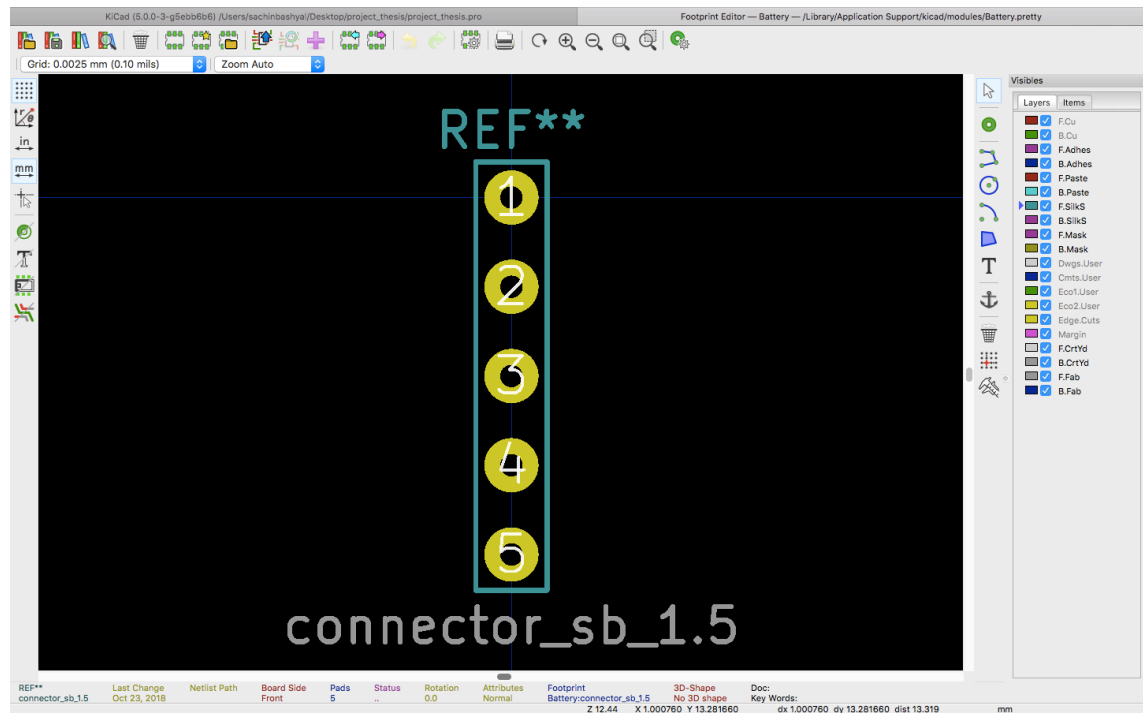 KiCad (5.0.0-3-g5ebb6b6) /Users/sachinbashyal/Desktop/project_thesis/project_thesis.pro
Footprint Editor — Battery — /Library/Application Support/kicad/modules/Battery.pretty
Grid: 0.0025 mm (0.10 mils)
Zoom Auto
in
mm
REF**
1
2
3
4
5
connector_sb_1.5
T
Visibles
Layers Items
F.Cu
B.Cu
F.Adhes
B.Adhes
F.Paste
B.Paste
F.SilkS
B.SilkS
F.Mask
B.Mask
Dwgs.User
Cmts.User
Eco1.User
Eco2.User
Edge.Cuts
Margin
F.CrtYd
B.CrtYd
F.Fab
B.Fab
REF** Last Change Netlist Path Board Side Pads Status Rotation Attributes Footprint 3D-Shape Doc:
connector_sb_1.5 Oct 23, 2018 Front 5 .. 0.0 Normal Battery:connector_sb_1.5 No 3D shape Key Words:
Z 12.44 X 1.000760 Y 13.281660 dx 1.000760 dy 13.281660 dist 13.319 mm